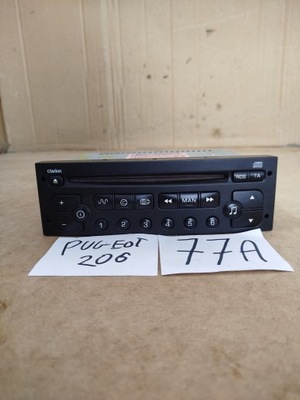 Clarion
RDS TA
MAN
1 2 3 4 5 6
PUGEOT
206
77A